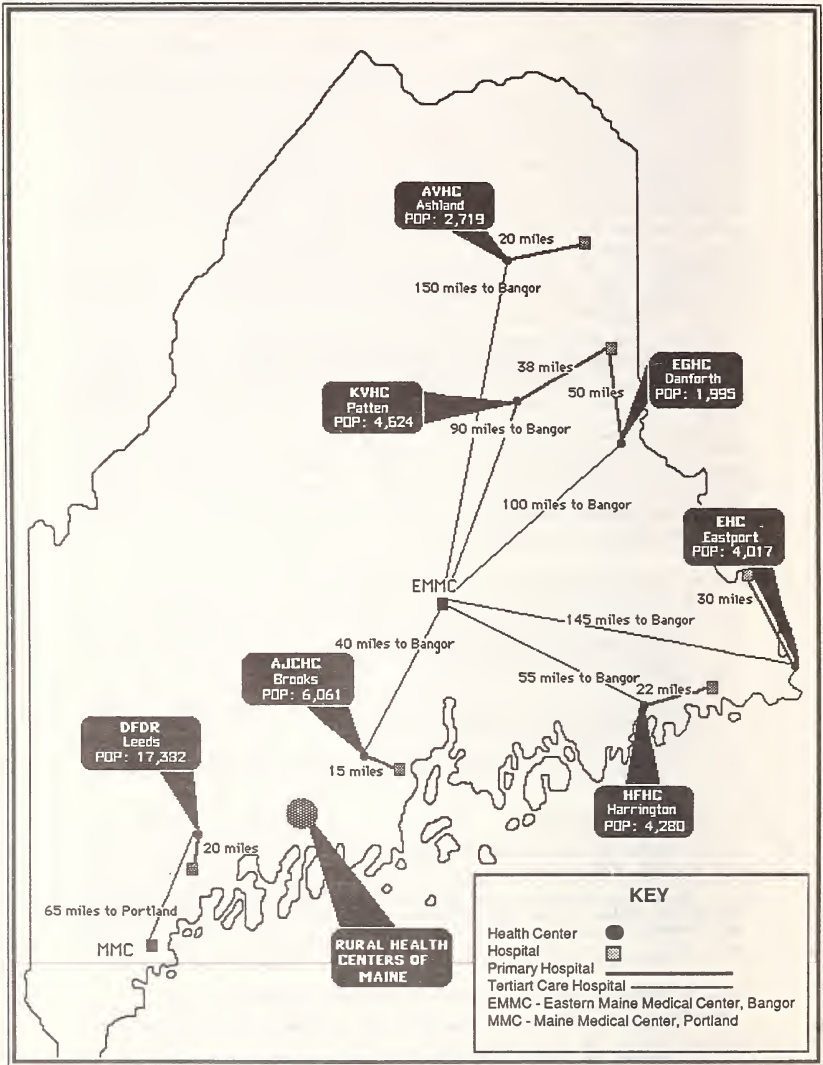 AVHC
Ashland
POP: 2,719
20 miles
150 miles to Bangor
38 miles
KVHC
Patten
POP: 4,624
50 miles
EGHC
Danforth
POP: 1,995
90 miles to Bangor
100 miles to Bangor
EHC
Eastport
POP: 4,017
EMMC
30 miles
145 miles to Bangor
40 miles to Bangor
AJCHC
Brooks
POP: 6,061
55 miles to Bangor
22 miles
DFDR
Leeds
POP: 17,382
15 miles
HFHC
Harrington
POP: 4,280
20 miles
65 miles to Portland
MMC
RURAL HEALTH
CENTERS OF
MAINE
KEY
Health Center
Hospital
Primary Hospital
Tertiart Care Hospital
EMMC - Eastern Maine Medical Center, Bangor
MMC - Maine Medical Center, Portland